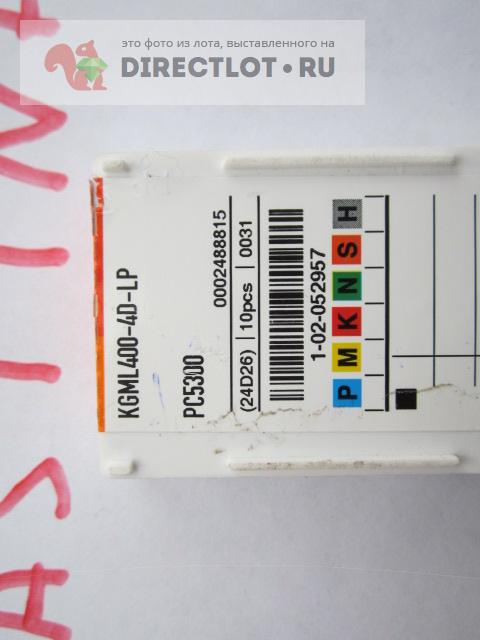 это фото из лота, выставленного на
DIRECTLOT.RU
KGML400-4D-LP
PC5300
0002488815
(24D26) 10pcs 0031
1-02-052957
P M K N S H